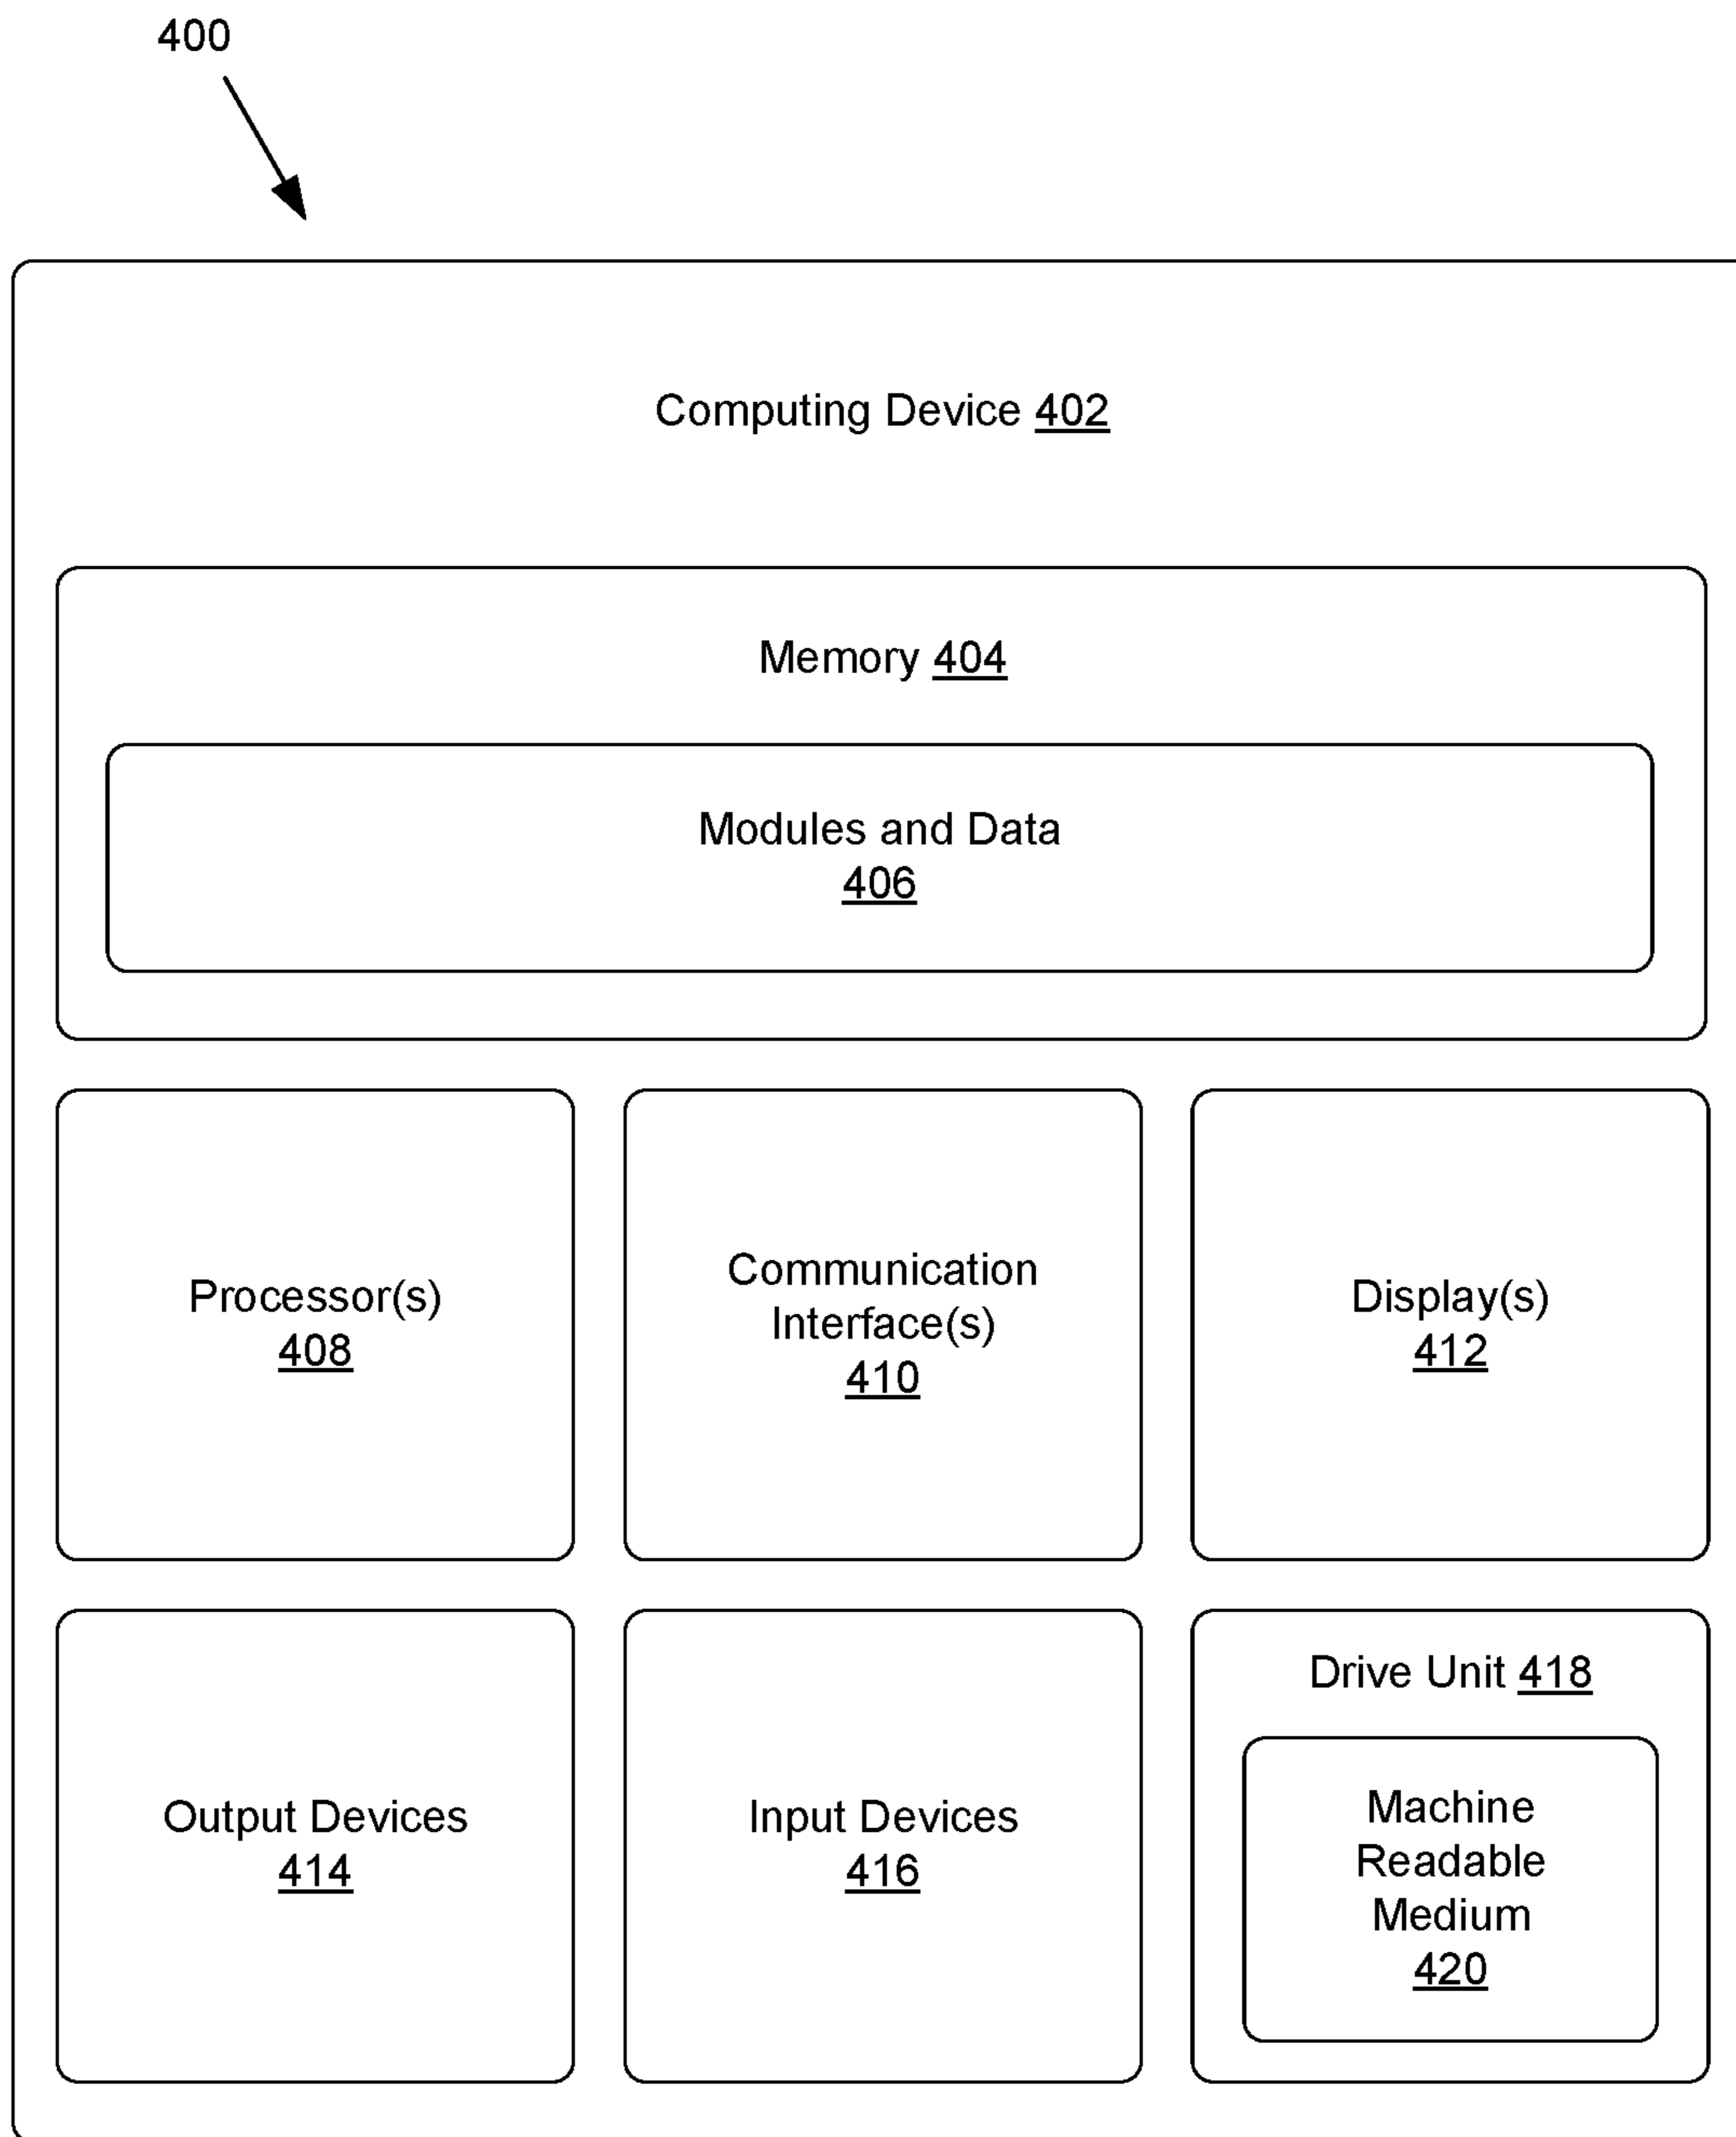 400
Computing Device 402
Memory 404
Modules and Data
406
Processor(s)
408
Communication
Interface(s)
410
Display(s)
412
Output Devices
414
Input Devices
416
Drive Unit 418
Machine
Readable
Medium
420